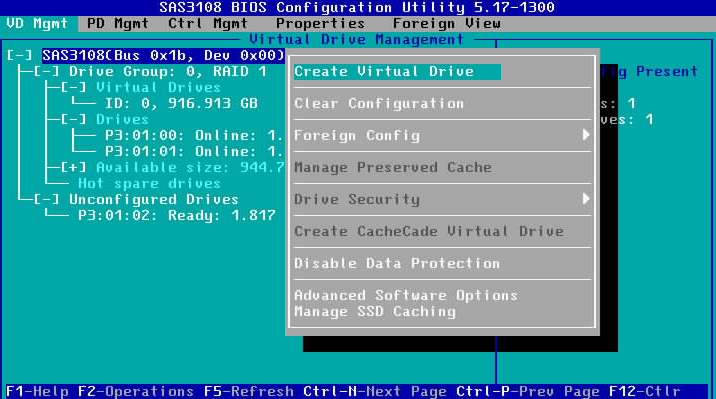 SAS3108 BIOS Configuration Utility 5.17-1300
VD Mgmt PD Mgmt Ctrl Mgmt Properties Foreign View
Virtual Drive Management
[-] SAS3108(Bus 0x1b, Dev 0x00)
[-] Drive Group: 0, RAID 1
[-] Virtual Drives
ID: 0, 916.913 GB
[-] Drives
P3:01:00: Online: 1.
P3:01:01: Online: 1.
[+] Available size: 944.7
Hot spare drives
[-] Unconfigured Drives
P3:01:02: Ready: 1.817
Create Virtual Drive
Clear Configuration
Foreign Config
Manage Preserved Cache
Drive Security
Create CacheCade Virtual Drive
Disable Data Protection
Advanced Software Options
Manage SSD Caching
Present
s: 1
ves: 1
F1-Help F2-Operations F5-Refresh Ctrl-N-Next Page Ctrl-P-Prev Page F12-Ctlr